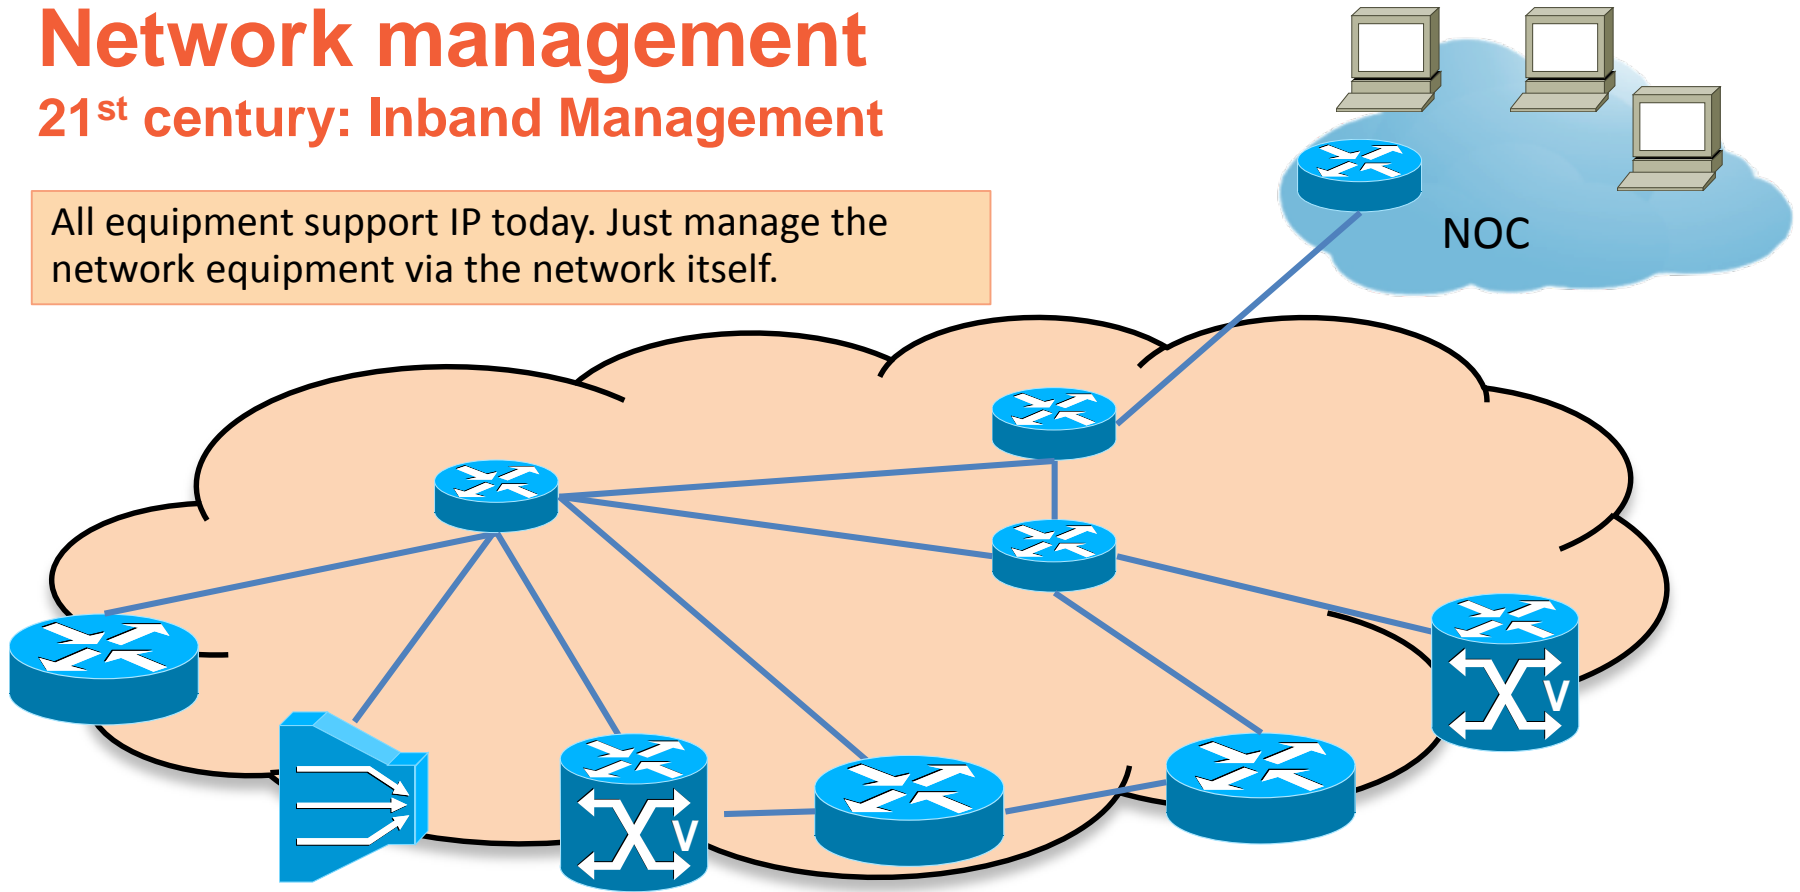 Network management
21st century: Inband Management
All equipment support IP today. Just manage the
network equipment via the network itself.
NOC
V
V